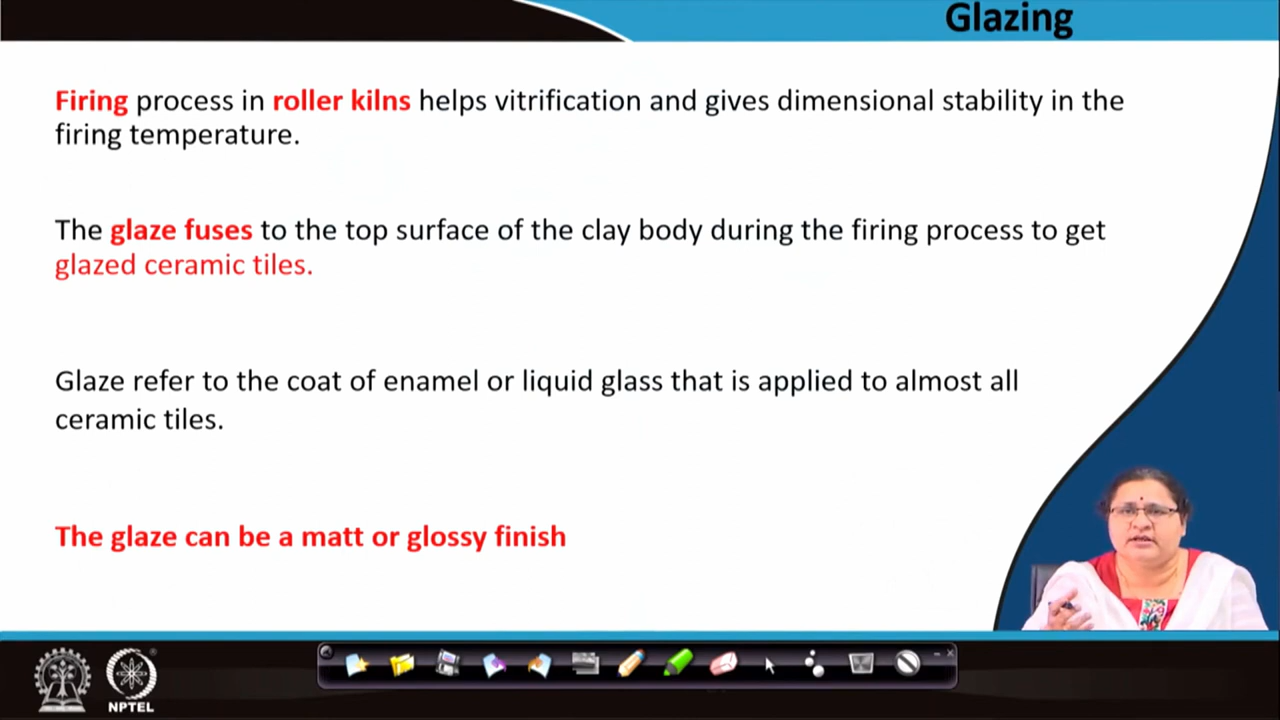 Glazing
Firing process in roller kilns helps vitrification and gives dimensional stability in the
firing temperature.
The glaze fuses to the top surface of the clay body during the firing process to get
glazed ceramic tiles.
Glaze refer to the coat of enamel or liquid glass that is applied to almost all
ceramic tiles.
The glaze can be a matt or glossy finish
NPTEL